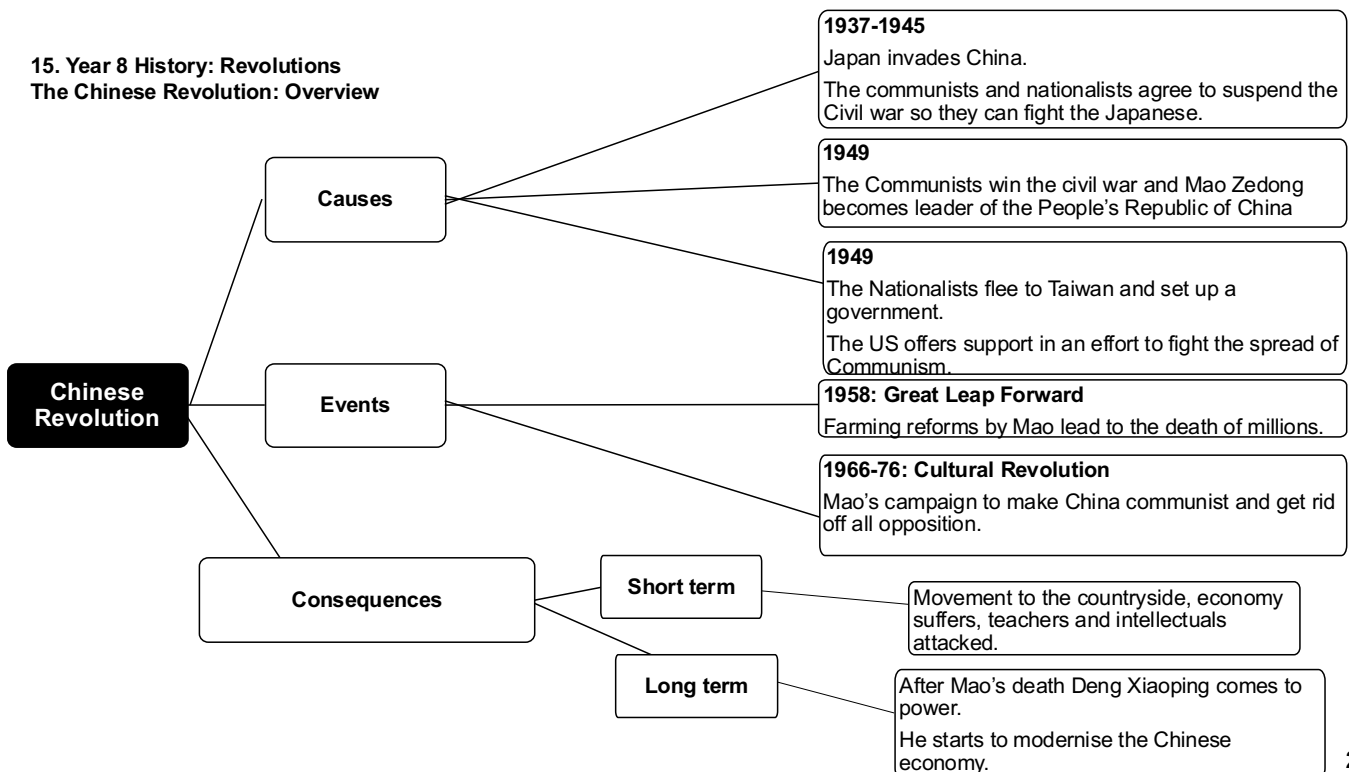 15. Year 8 History: Revolutions
The Chinese Revolution: Overview
Chinese
Revolution
Causes
1937-1945
Japan invades China.
The communists and nationalists agree to suspend the
Civil war so they can fight the Japanese.
1949
The Communists win the civil war and Mao Zedong
becomes leader of the People’s Republic of China
1949
The Nationalists flee to Taiwan and set up a
government.
The US offers support in an effort to fight the spread of
Communism.
Events
1958: Great Leap Forward
Farming reforms by Mao lead to the death of millions.
1966-76: Cultural Revolution
Mao’s campaign to make China communist and get rid
off all opposition.
Consequences
Short term
Movement to the countryside, economy
suffers, teachers and intellectuals
attacked.
Long term
After Mao’s death Deng Xiaoping comes to
power.
He starts to modernise the Chinese
economy.